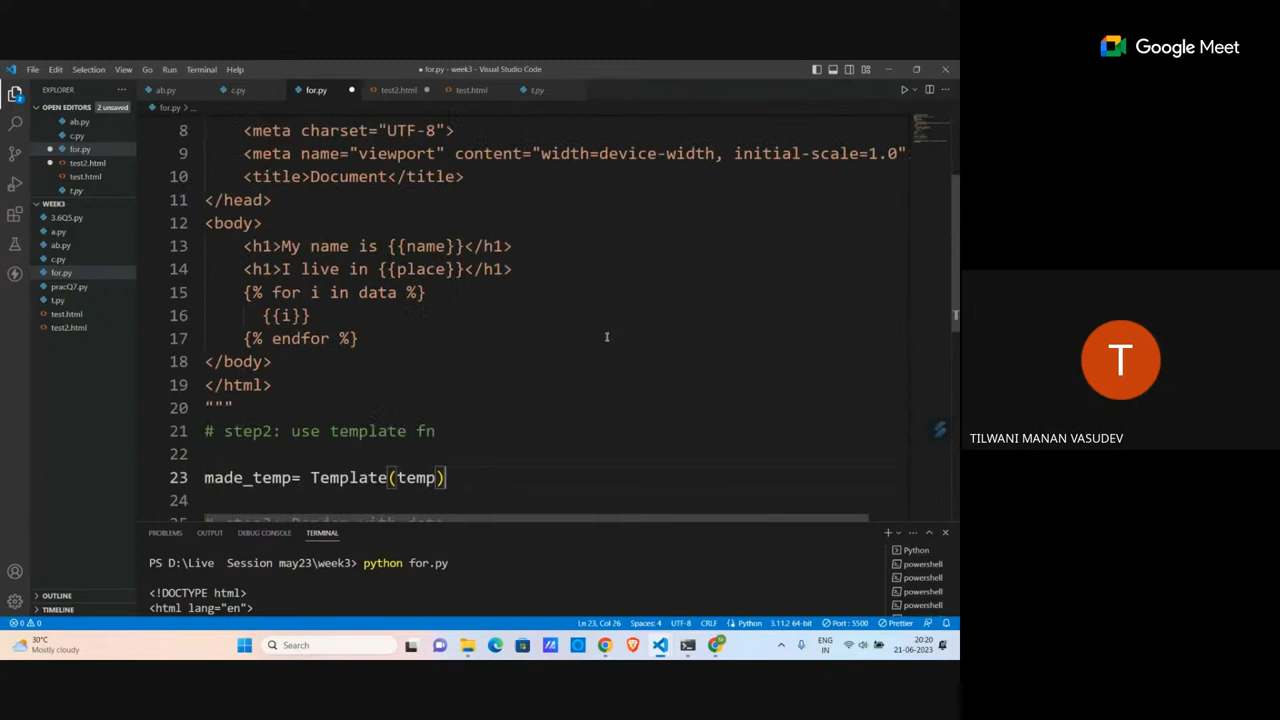 Google Meet
File Edit Selection View Go Run Terminal Help
for.py - week3 - Visual Studio Code
EXPLORER
ab.py c.py for.py test2.html test.html t.py
OPEN EDITORS 2 unsaved
for.py > ...
ab.py
c.py
for.py
test2.html
test.html
t.py
WEEK3
3.6Q5.py
a.py
ab.py
c.py
for.py
pracQ7.py
t.py
test.html
test2.html
8 <meta charset="UTF-8">
9 <meta name="viewport" content="width=device-width, initial-scale=1.0"
10 <title>Document</title>
11 </head>
12 <body>
13 <h1>My name is {{name}}</h1>
14 <h1>I live in {{place}}</h1>
15 {% for i in data %}
16 {{i}}
17 {% endfor %}
18 </body>
19 </html>
20 """
21 # step2: use template fn
22
23 made_temp= Template(temp)
24
PROBLEMS OUTPUT DEBUG CONSOLE TERMINAL
PS D:\Live Session may23\week3> python for.py
<!DOCTYPE html>
<html lang="en">
Python
powershell
powershell
powershell
powershell
OUTLINE
TIMELINE
0 0 Ln 23, Col 26 Spaces: 4 UTF-8 CRLF Python 3.11.2 64-bit Port : 5500 Prettier
30°C
Mostly cloudy
Search
ENG
IN
20:20
21-06-2023
T
TILWANI MANAN VASUDEV